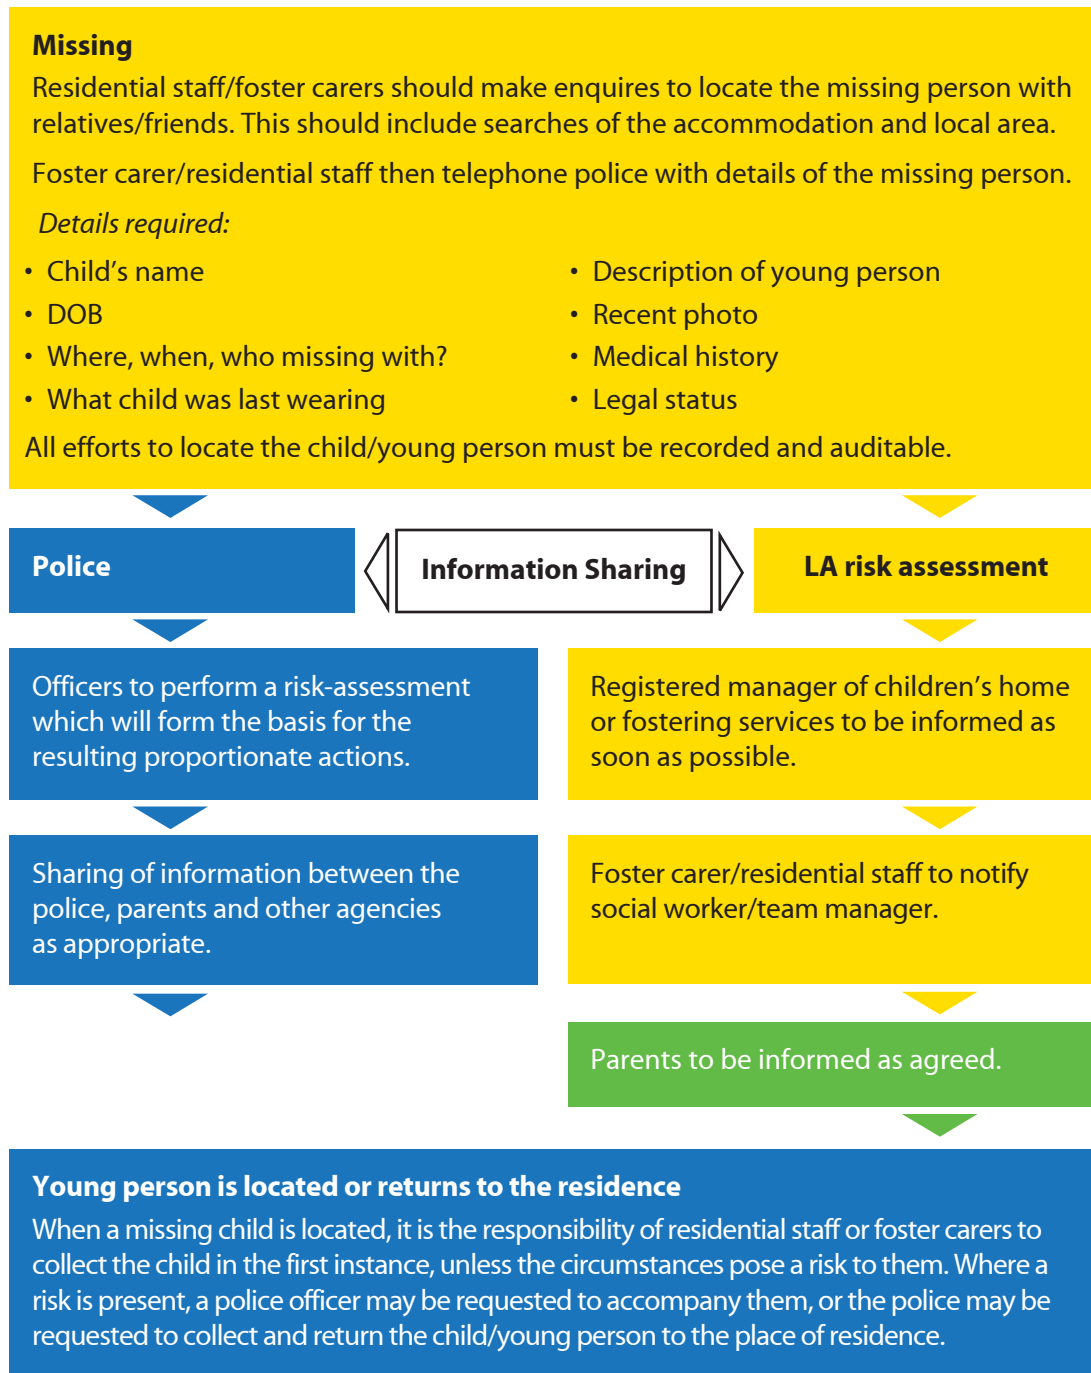 Missing
Residential staff/foster carers should make enquires to locate the missing person with
relatives/friends. This should include searches of the accommodation and local area.
Foster carer/residential staff then telephone police with details of the missing person.
Details required:
• Child’s name
• DOB
• Where, when, who missing with?
• What child was last wearing
• Description of young person
• Recent photo
• Medical history
• Legal status
All efforts to locate the child/young person must be recorded and auditable.
Police
Information Sharing
LA risk assessment
Officers to perform a risk-assessment
which will form the basis for the
resulting proportionate actions.
Registered manager of children’s home
or fostering services to be informed as
soon as possible.
Sharing of information between the
police, parents and other agencies
as appropriate.
Foster carer/residential staff to notify
social worker/team manager.
Parents to be informed as agreed.
Young person is located or returns to the residence
When a missing child is located, it is the responsibility of residential staff or foster carers to
collect the child in the first instance, unless the circumstances pose a risk to them. Where a
risk is present, a police officer may be requested to accompany them, or the police may be
requested to collect and return the child/young person to the place of residence.